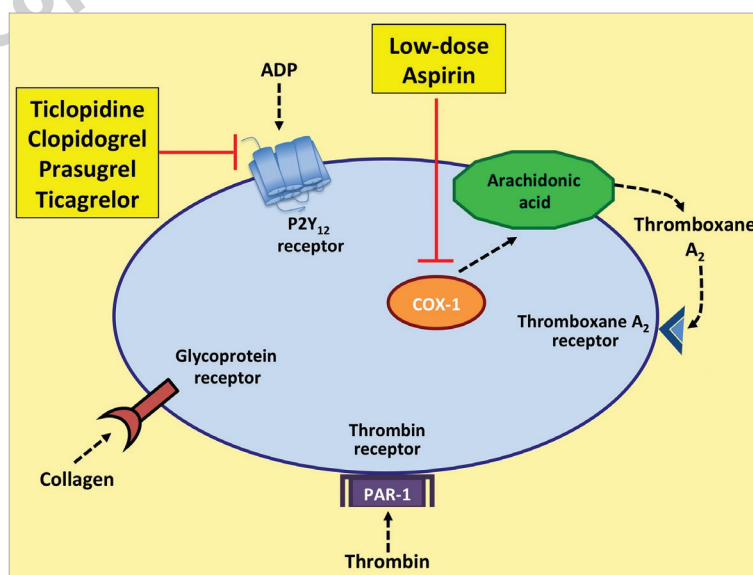 Low-dose
Aspirin
ADP
Ticlopidine
Clopidogrel
Prasugrel
Ticagrelor
P2Y12
receptor
Arachidonic
acid
Thromboxane
A2
COX-1
Thromboxane A2
receptor
Glycoprotein
receptor
Collagen
Thrombin
receptor
PAR-1
Thrombin